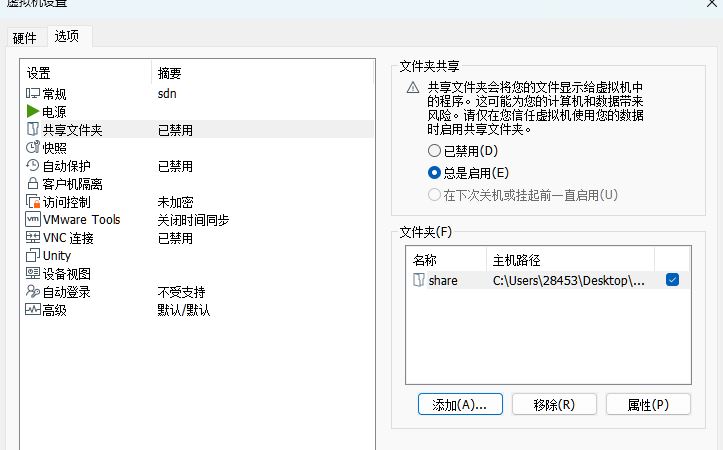 虚拟机设置
硬件 选项
设置 摘要
常规 sdn
电源
共享文件夹 已禁用
快照
自动保护 已禁用
客户机隔离
访问控制 未加密
VMware Tools 关闭时间同步
VNC 连接 已禁用
Unity
设备视图
自动登录 不受支持
高级 默认/默认
文件夹共享
共享文件夹会将您的文件显示给虚拟机中
的程序。这可能为您的计算机和数据带来
风险。请仅在您信任虚拟机使用您的数据
时启用共享文件夹。
已禁用(D)
总是启用(E)
在下次关机或挂起前一直启用(U)
文件夹(F)
名称 主机路径
share C:\Users\28453\Desktop\...
添加(A)... 移除(R) 属性(P)